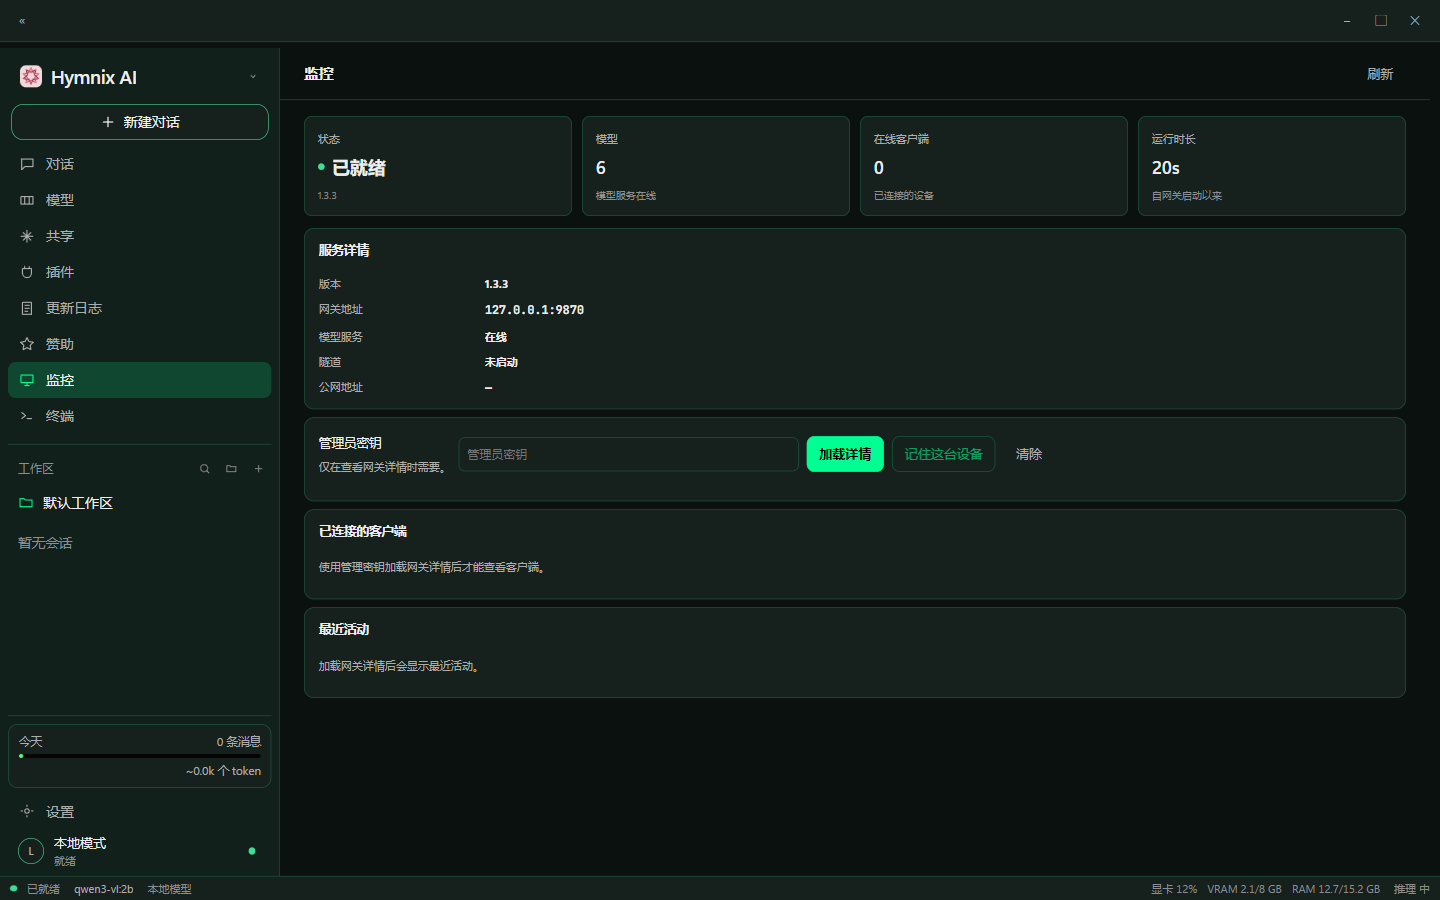 «
Hymnix AI
新建对话
对话
模型
共享
插件
更新日志
赞助
监控
终端
工作区
默认工作区
暂无会话
今天 0 条消息
~0.0k 个 token
设置
L 本地模式
就绪
监控 刷新
状态
已就绪
1.3.3
模型
6
模型服务在线
在线客户端
0
已连接的设备
运行时长
20s
自网关启动以来
服务详情
版本 1.3.3
网关地址 127.0.0.1:9870
模型服务 在线
隧道 未启动
公网地址 —
管理员密钥
仅在查看网关详情时需要。
管理员密钥 加载详情 记住这台设备 清除
已连接的客户端
使用管理密钥加载网关详情后才能查看客户端。
最近活动
加载网关详情后会显示最近活动。
已就绪 qwen3-vl:2b 本地模型 显卡 12% VRAM 2.1/8 GB RAM 12.7/15.2 GB 推理 中